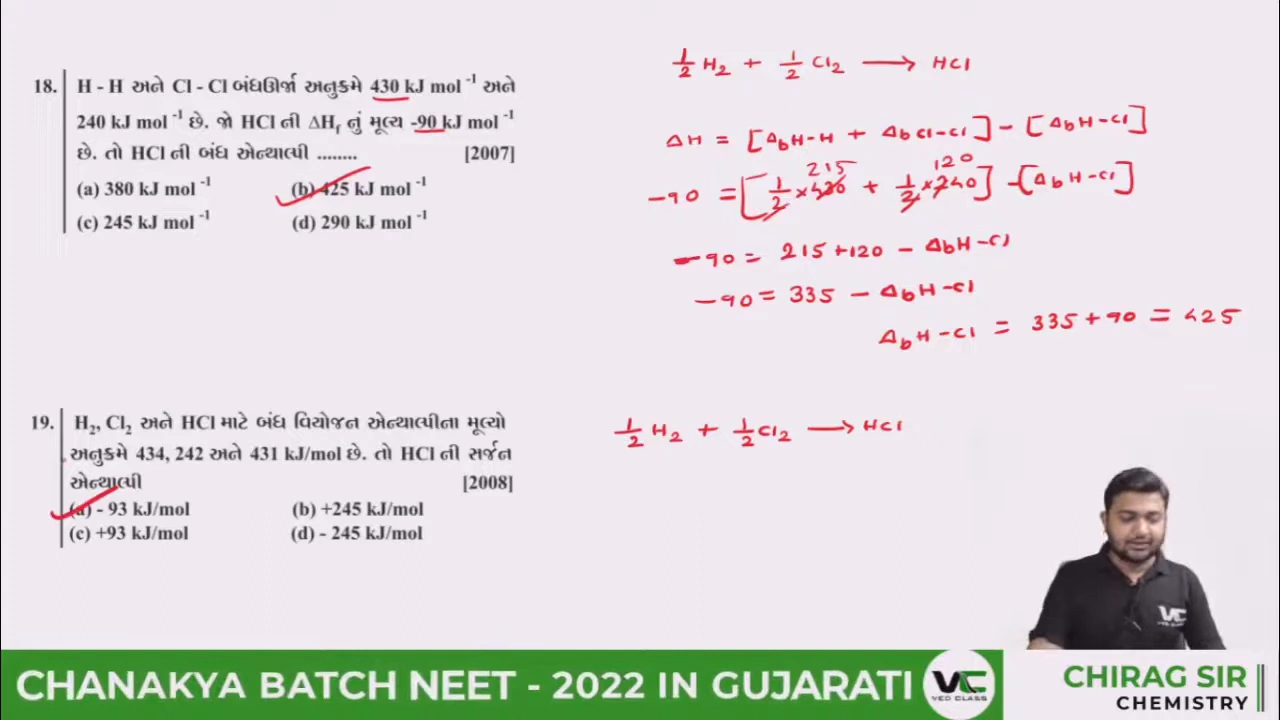 18. H - H અને Cl - Cl બંધઊર્જા અનુક્રમે 430 kJ mol⁻¹ અને
240 kJ mol⁻¹ છે. જો HCl ની ΔHf નું મૂલ્ય -90 kJ mol⁻¹
છે. તો HCl ની બંધ એન્થાલ્પી ........ [2007]
(a) 380 kJ mol⁻¹ (b) 425 kJ mol⁻¹
(c) 245 kJ mol⁻¹ (d) 290 kJ mol⁻¹
½ H₂ + ½ Cl₂ ⟶ HCl
ΔH = [ΔbH-H + ΔbCl-Cl] - [ΔbH-Cl]
215 120
-90 = [½ × 430 + ½ × 240] - [ΔbH-Cl]
-90 = 215 + 120 - ΔbH-Cl
-90 = 335 - ΔbH-Cl
ΔbH-Cl = 335 + 90 = 425
19. H₂, Cl₂ અને HCl માટે બંધ વિયોજન એન્થાલ્પીના મૂલ્યો
અનુક્રમે 434, 242 અને 431 kJ/mol છે. તો HCl ની સર્જન
એન્થાલ્પી [2008]
(a) - 93 kJ/mol (b) +245 kJ/mol
(c) +93 kJ/mol (d) - 245 kJ/mol
½ H₂ + ½ Cl₂ ⟶ HCl
VC
VED CLASS
CHANAKYA BATCH NEET - 2022 IN GUJARATI
VC
VED CLASS
CHIRAG SIR
CHEMISTRY